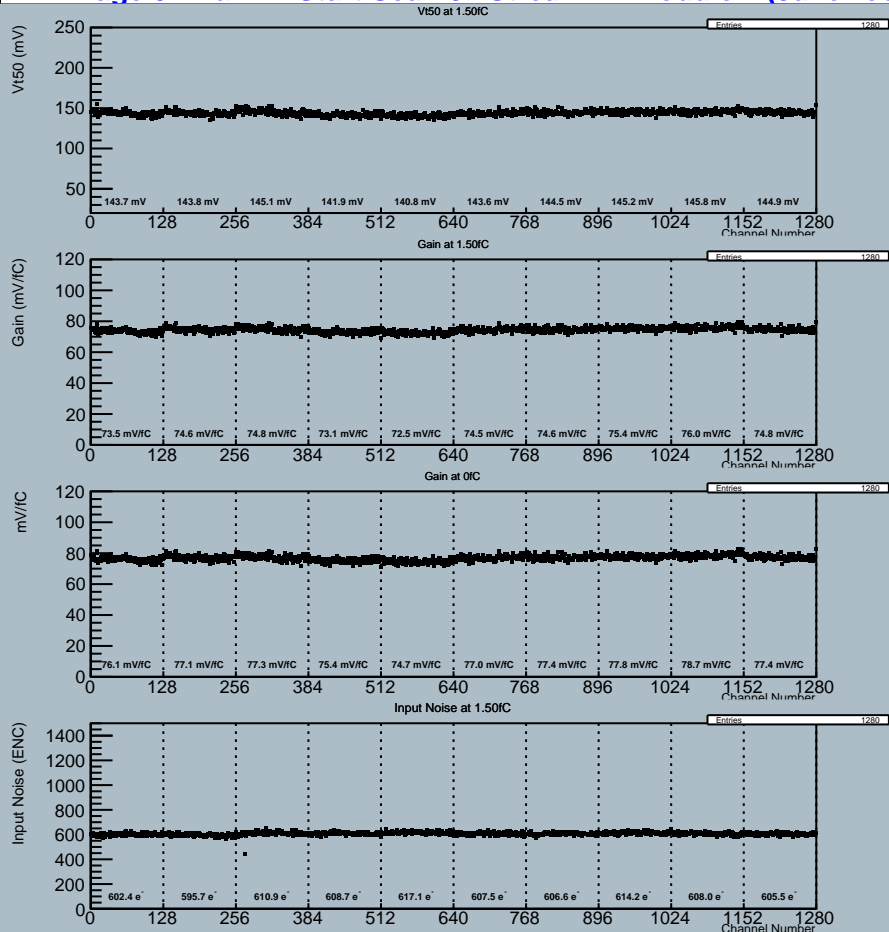 Vt50 at 1.50fC
Entries 1280
Vt50 (mV)
250
200
150
100
50
143.7 mV 143.8 mV 145.1 mV 141.9 mV 140.8 mV 143.6 mV 144.5 mV 145.2 mV 145.8 mV 144.9 mV
0 128 256 384 512 640 768 896 1024 1152 1280
Channel Number
Gain at 1.50fC
Entries 1280
Gain (mV/fC)
120
100
80
60
40
20
0
73.5 mV/fC 74.6 mV/fC 74.8 mV/fC 73.1 mV/fC 72.5 mV/fC 74.5 mV/fC 74.6 mV/fC 75.4 mV/fC 76.0 mV/fC 74.8 mV/fC
0 128 256 384 512 640 768 896 1024 1152 1280
Channel Number
Gain at 0fC
Entries 1280
mV/fC
120
100
80
60
40
20
0
76.1 mV/fC 77.1 mV/fC 77.3 mV/fC 75.4 mV/fC 74.7 mV/fC 77.0 mV/fC 77.4 mV/fC 77.8 mV/fC 78.7 mV/fC 77.4 mV/fC
0 128 256 384 512 640 768 896 1024 1152 1280
Channel Number
Input Noise at 1.50fC
Entries 1280
Input Noise (ENC)
1400
1200
1000
800
600
400
200
0
602.4 e⁻ 595.7 e⁻ 610.9 e⁻ 608.7 e⁻ 617.1 e⁻ 607.5 e⁻ 606.6 e⁻ 614.2 e⁻ 608.0 e⁻ 605.5 e⁻
0 128 256 384 512 640 768 896 1024 1152 1280
Channel Number